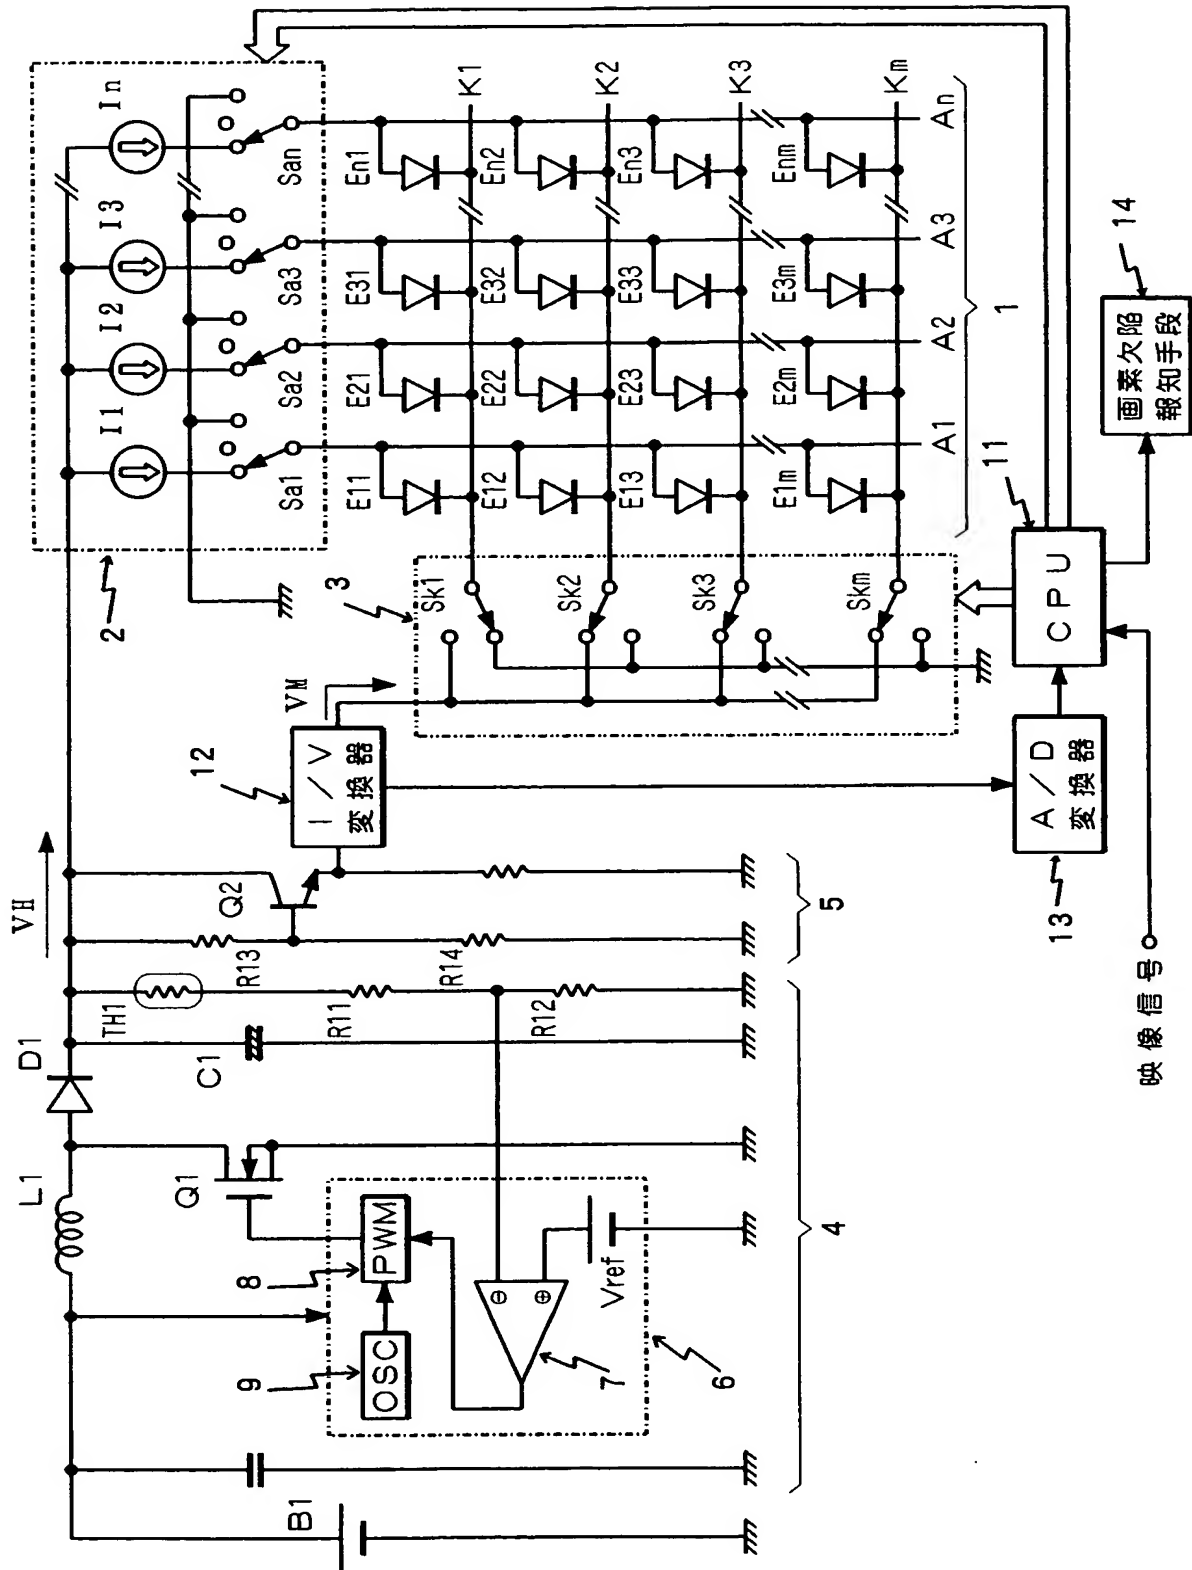 B1
L1
D1
VH
Q1
C1
TH1
R11
R12
R13
R14
Q2
OSC
PWM
9
8
7
6
Vref
4
5
12
I/V
変換器
VM
3
Sk1
Sk2
Sk3
Skm
2
I1
I2
I3
In
Sa1
Sa2
Sa3
San
E11
E21
E31
En1
K1
E12
E22
E32
En2
K2
E13
E23
E33
En3
K3
E1m
E2m
E3m
Enm
Km
A1
A2
A3
An
1
13
A/D
変換器
11
CPU
14
画素欠陥
報知手段
映像信号